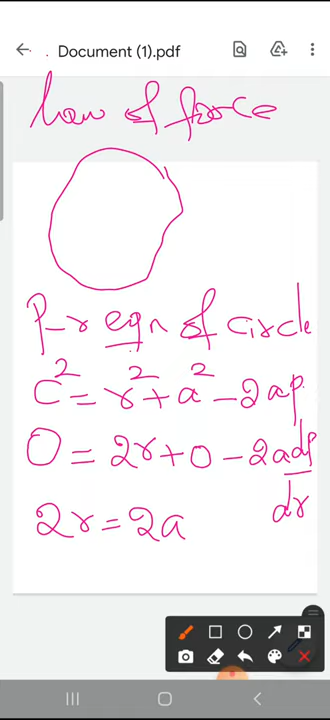 Document (1).pdf
Law of force
P-r eqn of circle
c² = r² + a² - 2ap
0 = 2r + 0 - 2a dp/dr
2r = 2a